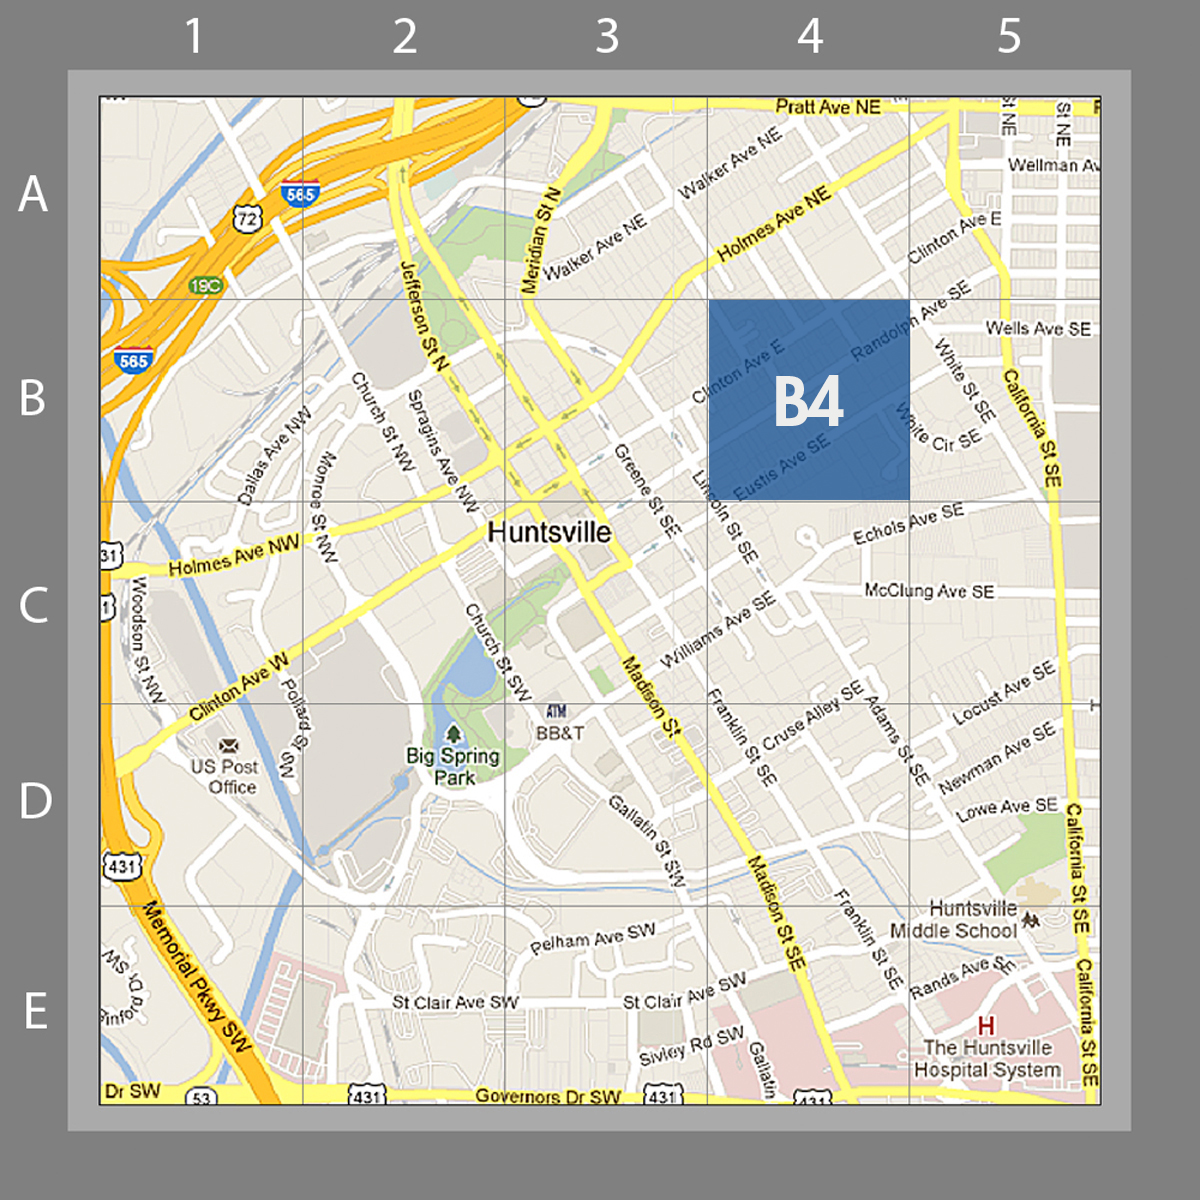 1 2 3 4 5
A
B
C
D
E
Pratt Ave NE
St NE
St NE
Wellman Av
Walker Ave NE
565
72
Holmes Ave NE
Meridian St N
Walker Ave NE
Clinton Ave E
19C
Jefferson St N
Randolph Ave SE
Wells Ave SE
565
White St SE
Clinton Ave E
B4
California St SE
Church St NW
Spragins Ave NW
Dallas Ave NW
White Cir SE
Eustis Ave SE
Monroe St NW
Greene St SE
Lincoln St SE
Huntsville
Echols Ave SE
31
Holmes Ave NW
Woodson St NW
McClung Ave SE
1
Church St SW
Williams Ave SE
Clinton Ave W
Pollard St SW
Madison St
Franklin St SE
Cruse Alley SE
Adams St SE
Locust Ave SE
ATM
BB&T
Big Spring
Park
US Post
Office
Newman Ave SE
Gallatin St SW
Lowe Ave SE
California St SE
431
Madison St SE
Franklin St SE
Huntsville
Middle School
Memorial Pkwy SW
Pelham Ave SW
Rands Ave Sn
California St SE
Dr SW
St Clair Ave SW
St Clair Ave SW
H
The Huntsville
Hospital System
Sivley Rd SW
Gallatin
Dr SW
53
431
Governors Dr SW
431
431